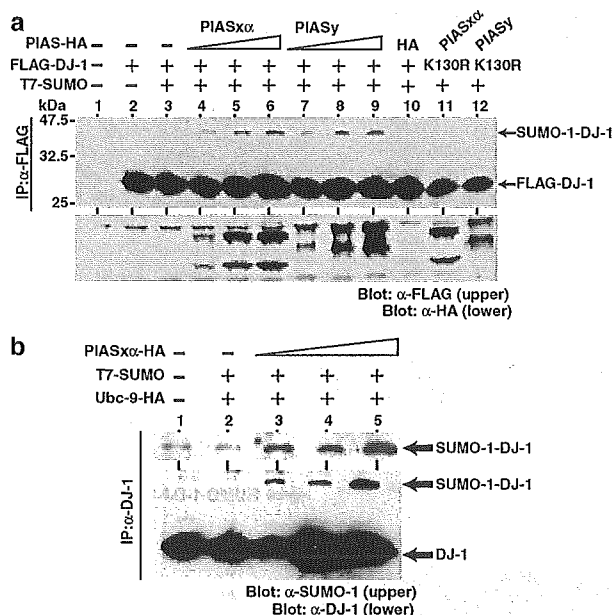 a
PIASxα PIASy PIASxα PIASy
PIAS-HA – – – HA
FLAG-DJ-1 – + + + + + + + + + K130R K130R
T7-SUMO – – + + + + + + + + + +
kDa 1 2 3 4 5 6 7 8 9 10 11 12
47.5-
SUMO-1-DJ-1
32.5-
IP:α-FLAG
FLAG-DJ-1
25-
Blot: α-FLAG (upper)
Blot: α-HA (lower)
b
PIASxα-HA – –
T7-SUMO – + + + +
Ubc-9-HA – + + + +
1 2 3 4 5
SUMO-1-DJ-1
SUMO-1-DJ-1
IP:α-DJ-1
DJ-1
Blot: α-SUMO-1 (upper)
Blot: α-DJ-1 (lower)